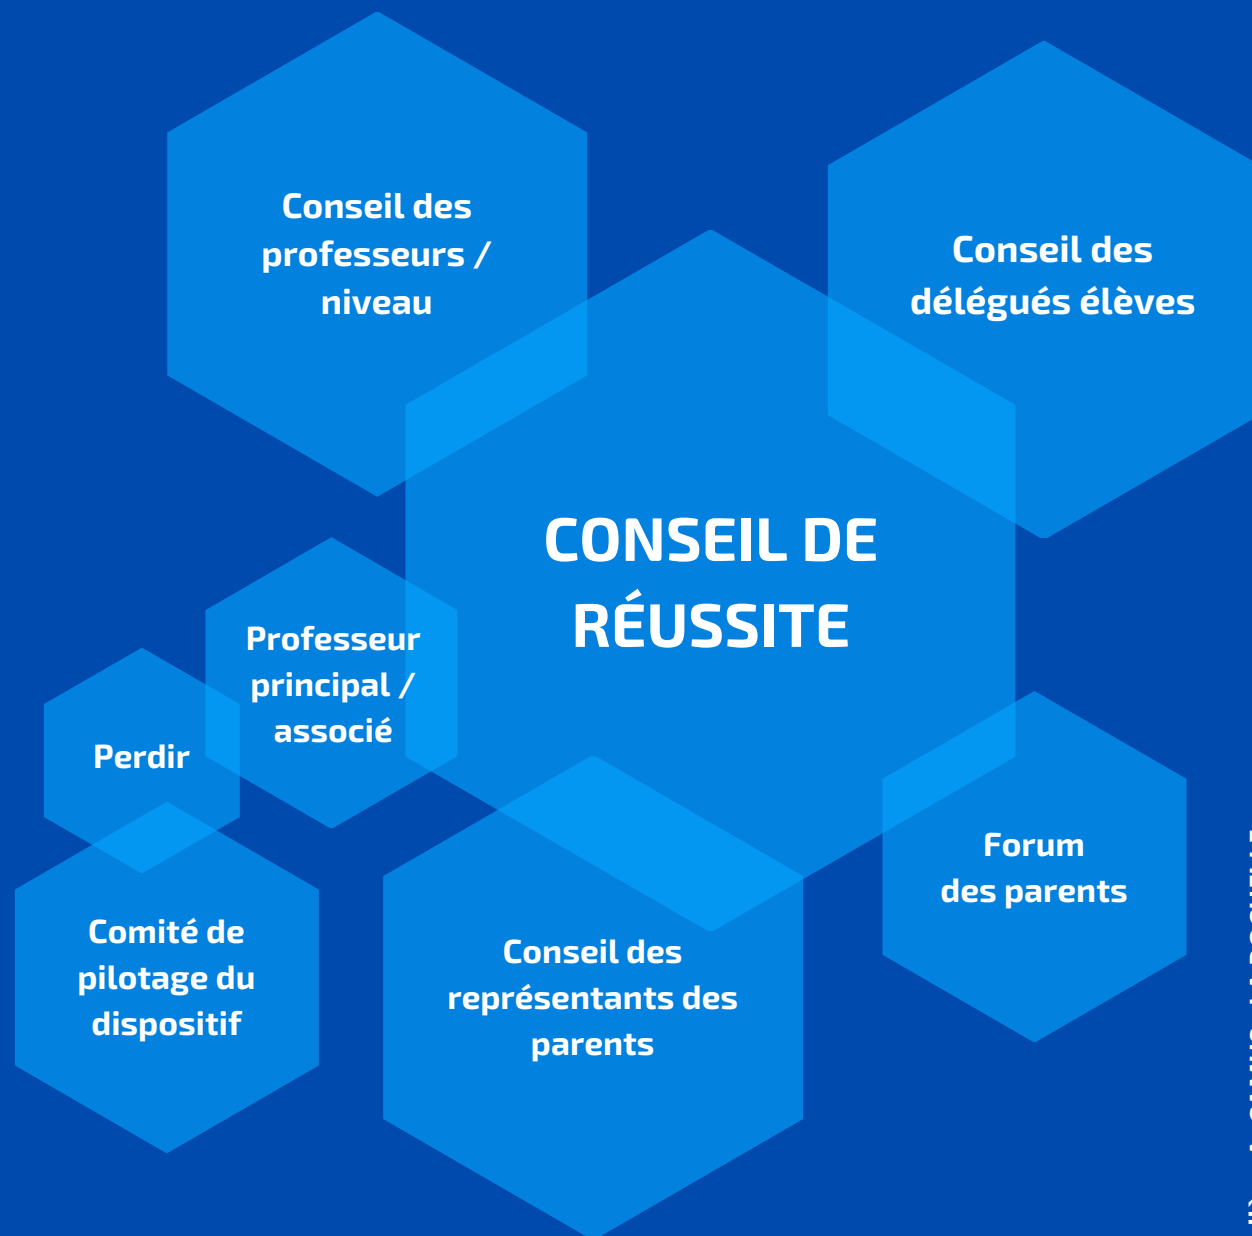 Conseil des
professeurs /
niveau
Conseil des
délégués élèves
CONSEIL DE
RÉUSSITE
Professeur
principal /
associé
Perdir
Forum
des parents
Comité de
pilotage du
dispositif
Conseil des
représentants des
parents